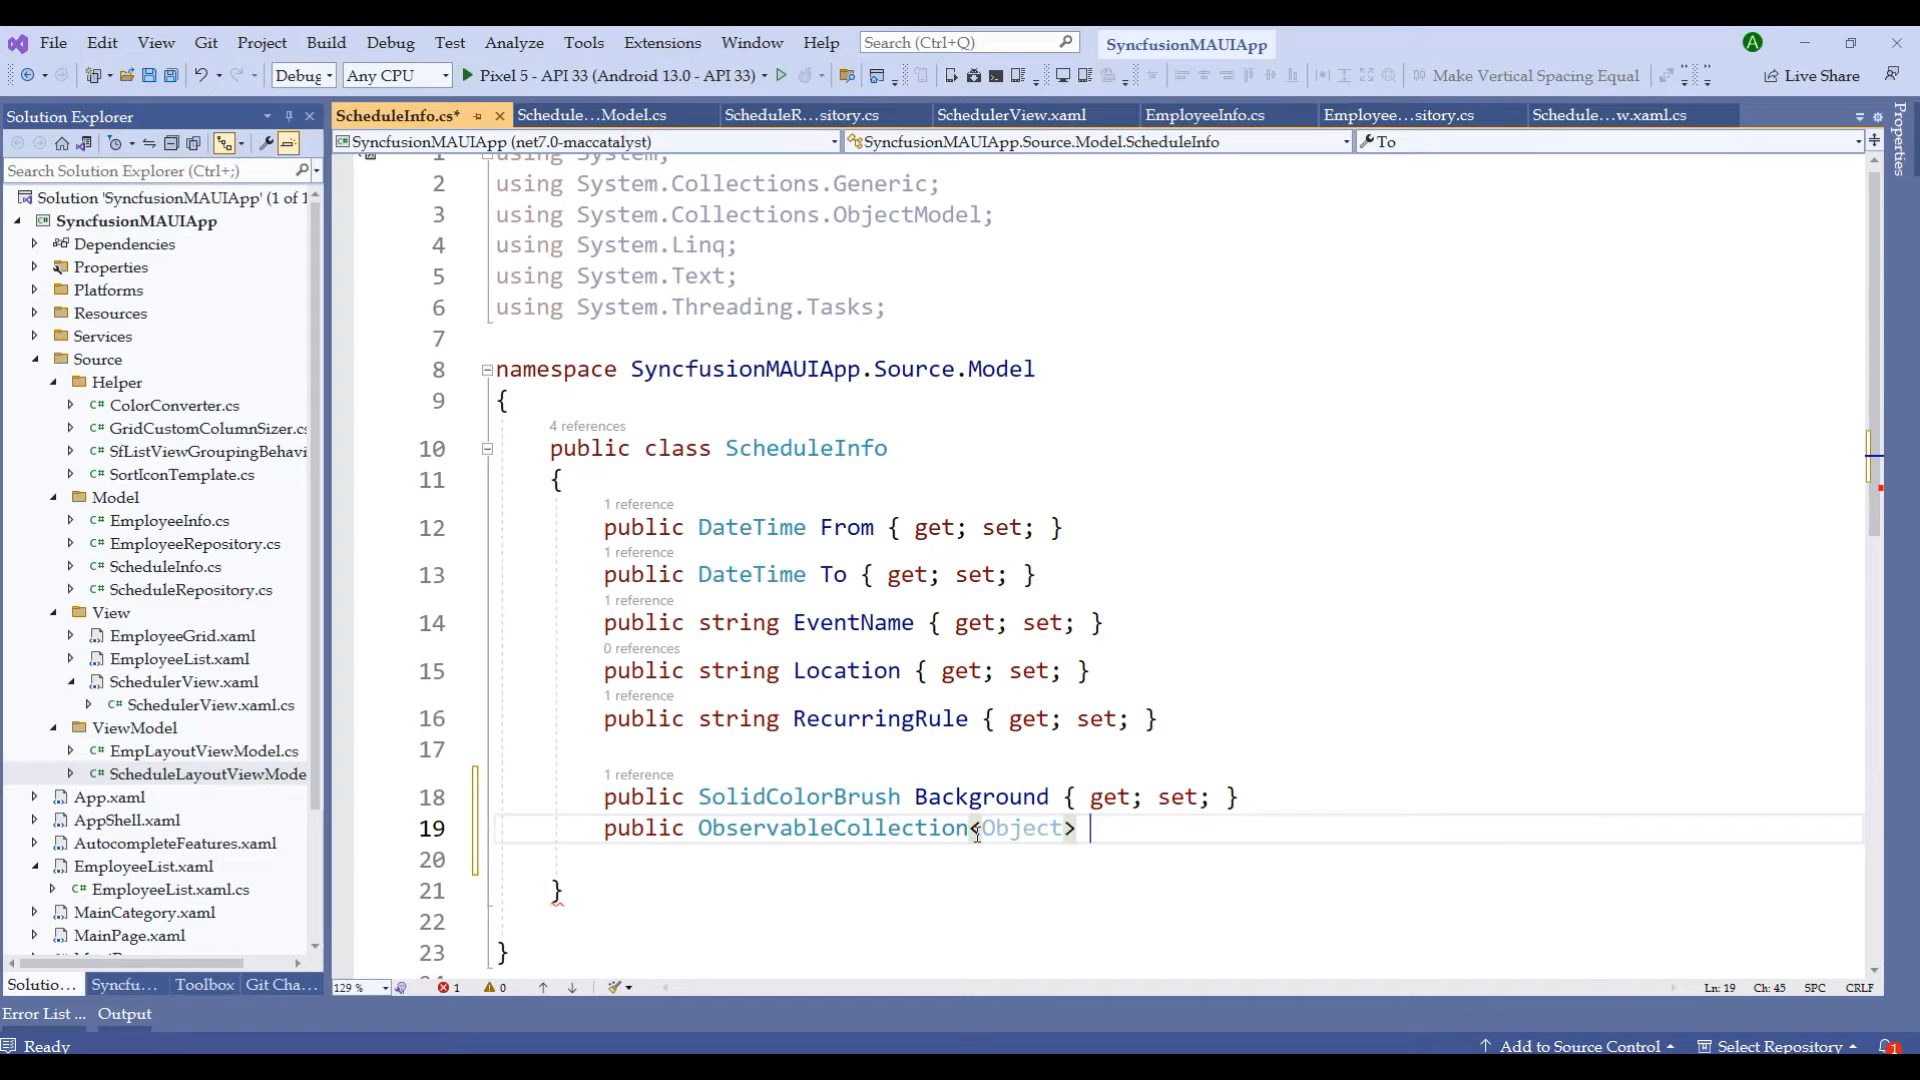 File Edit View Git Project Build Debug Test Analyze Tools Extensions Window Help Search (Ctrl+Q) SyncfusionMAUIApp A
Debug Any CPU Pixel 5 - API 33 (Android 13.0 - API 33) Make Vertical Spacing Equal Live Share
Solution Explorer
Search Solution Explorer (Ctrl+;)
Solution 'SyncfusionMAUIApp' (1 of 1
SyncfusionMAUIApp
Dependencies
Properties
Platforms
Resources
Services
Source
Helper
C# ColorConverter.cs
C# GridCustomColumnSizer.cs
C# SfListViewGroupingBehavi
C# SortIconTemplate.cs
Model
C# EmployeeInfo.cs
C# EmployeeRepository.cs
C# ScheduleInfo.cs
C# ScheduleRepository.cs
View
EmployeeGrid.xaml
EmployeeList.xaml
SchedulerView.xaml
C# SchedulerView.xaml.cs
ViewModel
C# EmpLayoutViewModel.cs
C# ScheduleLayoutViewMode
App.xaml
AppShell.xaml
AutocompleteFeatures.xaml
EmployeeList.xaml
C# EmployeeList.xaml.cs
MainCategory.xaml
MainPage.xaml
Solutio... Syncfu... Toolbox Git Cha...
ScheduleInfo.cs* Schedule...Model.cs ScheduleR...sitory.cs SchedulerView.xaml EmployeeInfo.cs Employee...sitory.cs Schedule...w.xaml.cs
SyncfusionMAUIApp (net7.0-maccatalyst) SyncfusionMAUIApp.Source.Model.ScheduleInfo To
Properties
1 using System;
2 using System.Collections.Generic;
3 using System.Collections.ObjectModel;
4 using System.Linq;
5 using System.Text;
6 using System.Threading.Tasks;
7
8 namespace SyncfusionMAUIApp.Source.Model
9 {
4 references
10 public class ScheduleInfo
11 {
1 reference
12 public DateTime From { get; set; }
1 reference
13 public DateTime To { get; set; }
1 reference
14 public string EventName { get; set; }
0 references
15 public string Location { get; set; }
1 reference
16 public string RecurringRule { get; set; }
17
1 reference
18 public SolidColorBrush Background { get; set; }
19 public ObservableCollection<Object>
20
21 }
22
23 }
129 % 1 0 Ln: 19 Ch: 45 SPC CRLF
Error List ... Output
Ready Add to Source Control Select Repository 1